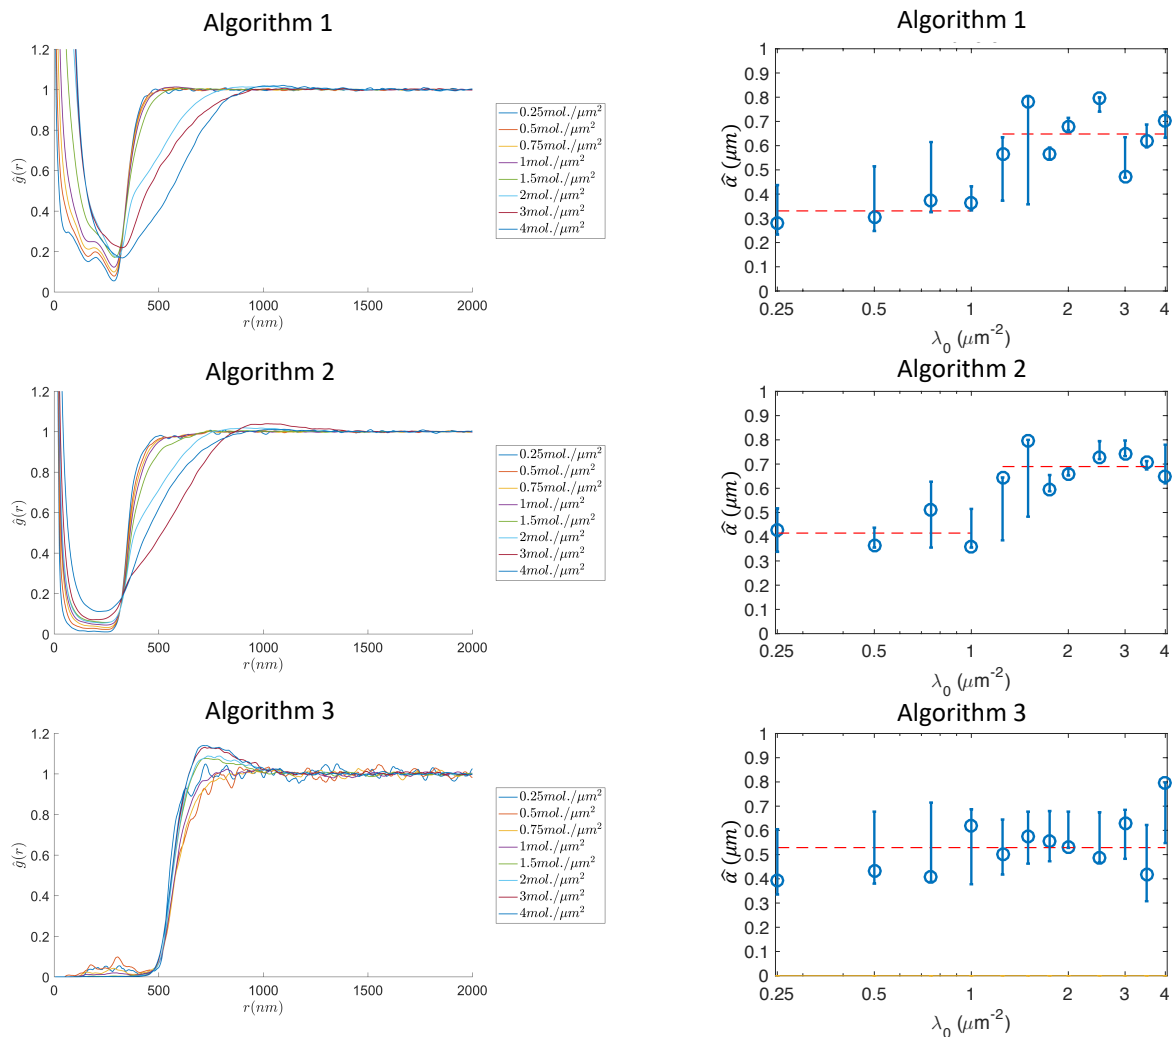 Algorithm 1
1.2
1
0.8
0.6
0.4
0.2
0
ĝ(r)
0 500 1000 1500 2000
r(nm)
0.25mol./μm²
0.5mol./μm²
0.75mol./μm²
1mol./μm²
1.5mol./μm²
2mol./μm²
3mol./μm²
4mol./μm²
Algorithm 1
1
0.9
0.8
0.7
0.6
0.5
0.4
0.3
0.2
0.1
0
α̂ (μm)
0.25 0.5 1 2 3 4
λ₀ (μm⁻²)
Algorithm 2
1.2
1
0.8
0.6
0.4
0.2
0
ĝ(r)
0 500 1000 1500 2000
r(nm)
0.25mol./μm²
0.5mol./μm²
0.75mol./μm²
1mol./μm²
1.5mol./μm²
2mol./μm²
3mol./μm²
4mol./μm²
Algorithm 2
1
0.9
0.8
0.7
0.6
0.5
0.4
0.3
0.2
0.1
0
α̂ (μm)
0.25 0.5 1 2 3 4
λ₀ (μm⁻²)
Algorithm 3
1.2
1
0.8
0.6
0.4
0.2
0
ĝ(r)
0 500 1000 1500 2000
r(nm)
0.25mol./μm²
0.5mol./μm²
0.75mol./μm²
1mol./μm²
1.5mol./μm²
2mol./μm²
3mol./μm²
4mol./μm²
Algorithm 3
1
0.9
0.8
0.7
0.6
0.5
0.4
0.3
0.2
0.1
0
α̂ (μm)
0.25 0.5 1 2 3 4
λ₀ (μm⁻²)